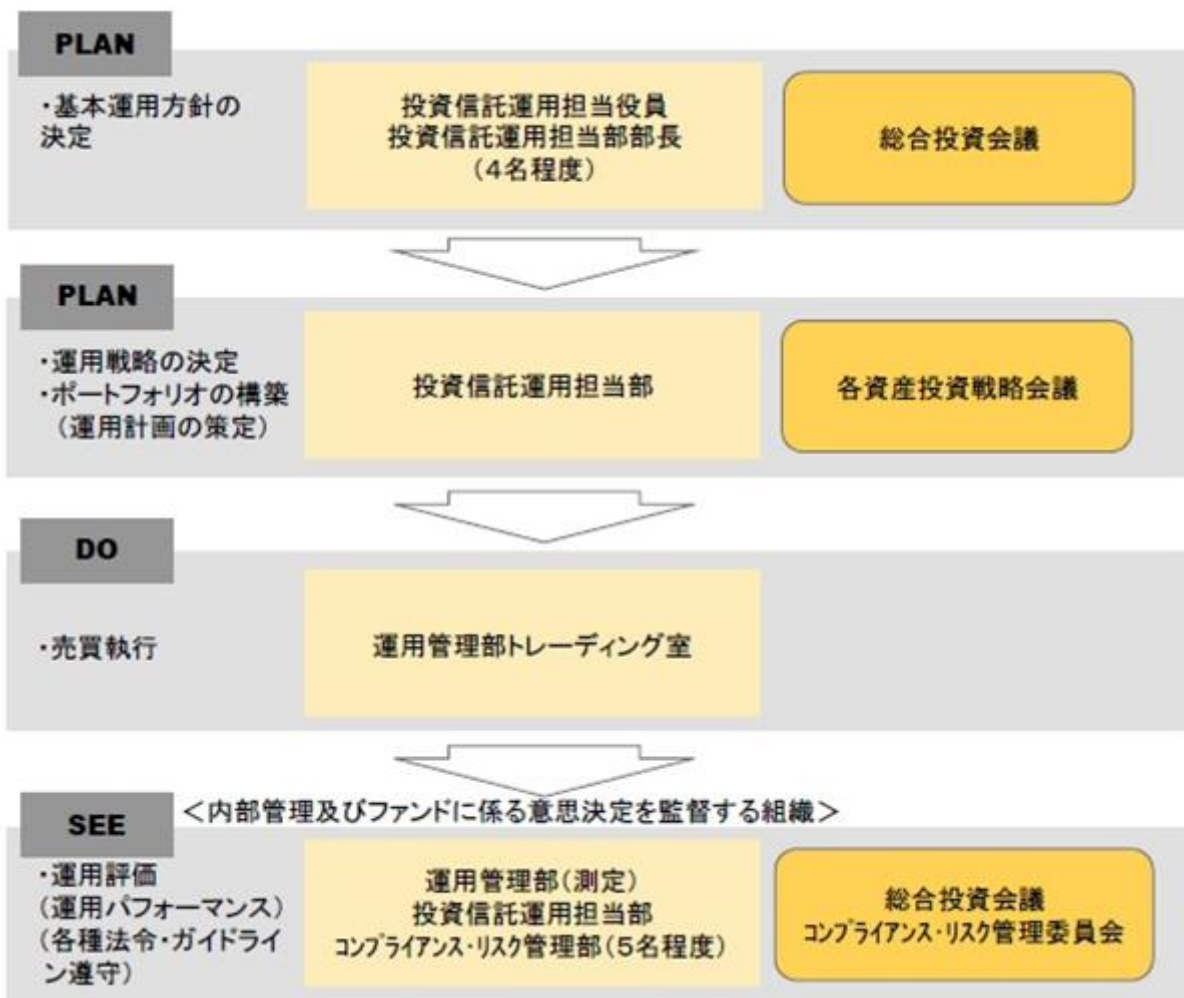 PLAN
・基本運用方針の
決定
投資信託運用担当役員
投資信託運用担当部部長
(4名程度)
総合投資会議
PLAN
・運用戦略の決定
・ポートフォリオの構築
(運用計画の策定)
投資信託運用担当部
各資産投資戦略会議
DO
・売買執行
運用管理部トレーディング室
<内部管理及びファンドに係る意思決定を監督する組織>
SEE
・運用評価
(運用パフォーマンス)
(各種法令・ガイドライ
ン遵守)
運用管理部(測定)
投資信託運用担当部
コンプライアンス・リスク管理部(5名程度)
総合投資会議
コンプライアンス・リスク管理委員会